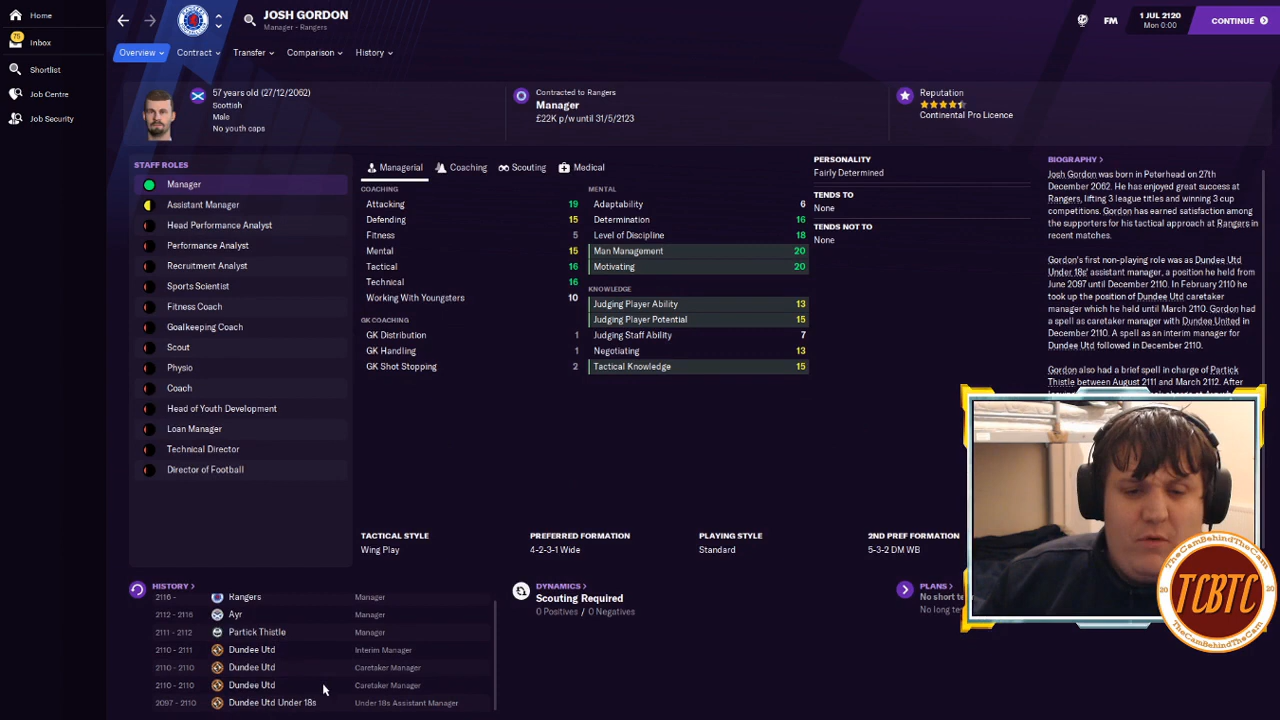 Home
75
Inbox
Shortlist
Job Centre
Job Security
JOSH GORDON
Manager - Rangers
FM
1 JUL 2120
Mon 0:00
CONTINUE
Overview
Contract
Transfer
Comparison
History
57 years old (27/12/2062)
Scottish
Male
No youth caps
Contracted to Rangers
Manager
£22K p/w until 31/5/2123
Reputation
Continental Pro Licence
STAFF ROLES
Manager
Assistant Manager
Head Performance Analyst
Performance Analyst
Recruitment Analyst
Sports Scientist
Fitness Coach
Goalkeeping Coach
Scout
Physio
Coach
Head of Youth Development
Loan Manager
Technical Director
Director of Football
Managerial
Coaching
Scouting
Medical
COACHING
Attacking 19
Defending 15
Fitness 5
Mental 15
Tactical 16
Technical 16
Working With Youngsters 10
GK COACHING
GK Distribution 1
GK Handling 1
GK Shot Stopping 2
MENTAL
Adaptability 6
Determination 16
Level of Discipline 18
Man Management 20
Motivating 20
KNOWLEDGE
Judging Player Ability 13
Judging Player Potential 15
Judging Staff Ability 7
Negotiating 13
Tactical Knowledge 15
PERSONALITY
Fairly Determined
TENDS TO
None
TENDS NOT TO
None
BIOGRAPHY >
Josh Gordon was born in Peterhead on 27th
December 2062. He has enjoyed great success at
Rangers, lifting 3 league titles and winning 3 cup
competitions. Gordon has earned satisfaction among
the supporters for his tactical approach at Rangers in
recent matches.
Gordon's first non-playing role was as Dundee Utd
Under 18s' assistant manager, a position he held from
June 2097 until December 2110. In February 2110 he
took up the position of Dundee Utd caretaker
manager which he held until March 2110. Gordon had
a spell as caretaker manager with Dundee United in
December 2110. A spell as an interim manager for
Dundee Utd followed in December 2110.
Gordon also had a brief spell in charge of Partick
Thistle between August 2111 and March 2112. After
TACTICAL STYLE
Wing Play
PREFERRED FORMATION
4-2-3-1 Wide
PLAYING STYLE
Standard
2ND PREF FORMATION
5-3-2 DM WB
HISTORY >
2116 - Rangers Manager
2112 - 2116 Ayr Manager
2111 - 2112 Partick Thistle Manager
2110 - 2111 Dundee Utd Interim Manager
2110 - 2110 Dundee Utd Caretaker Manager
2110 - 2110 Dundee Utd Caretaker Manager
2097 - 2110 Dundee Utd Under 18s Under 18s Assistant Manager
DYNAMICS >
Scouting Required
0 Positives / 0 Negatives
PLANS >
No short
No long
TheCamBehindTheCam
20
TCBTC
20
TheCamBehindTheCam